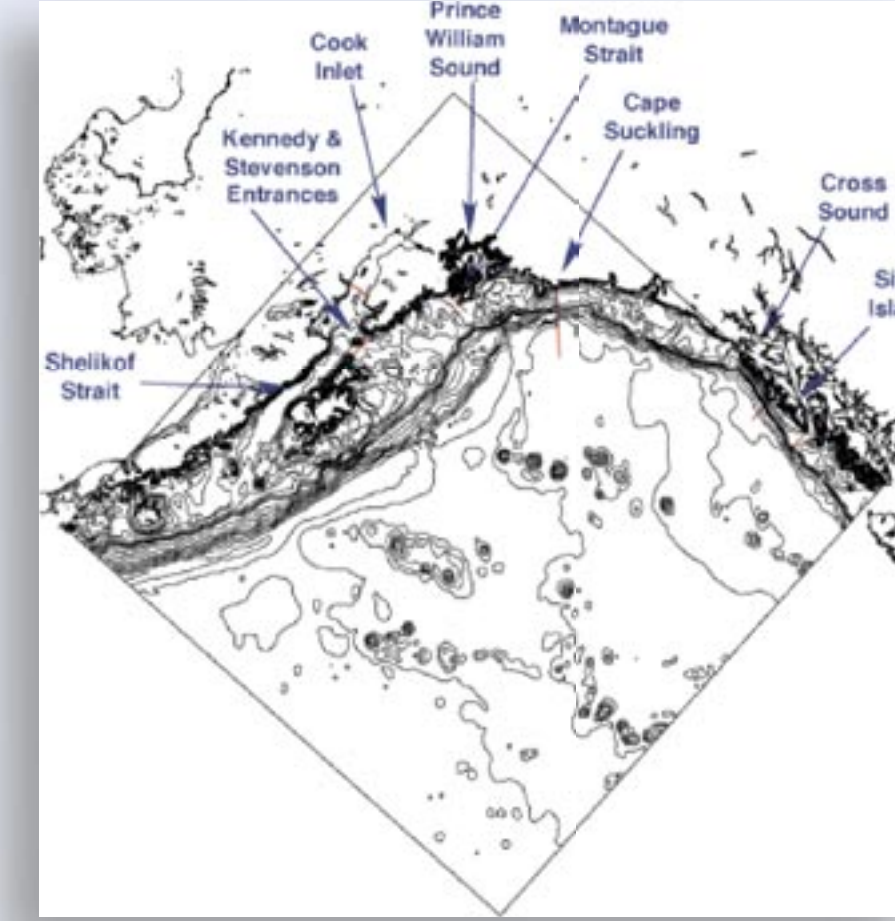 Prince
William
Sound
Montague
Strait
Cook
Inlet
Cape
Suckling
Kennedy &
Stevenson
Entrances
Cross
Sound
Shelikof
Strait